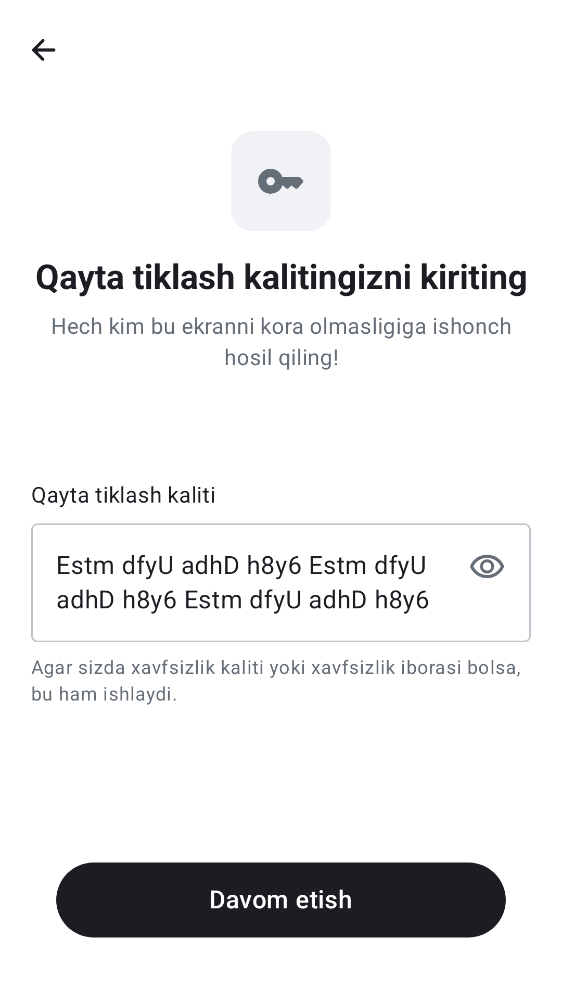 Qayta tiklash kalitingizni kiriting
Hech kim bu ekranni kora olmasligiga ishonch
hosil qiling!
Qayta tiklash kaliti
Estm dfyU adhD h8y6 Estm dfyU
adhD h8y6 Estm dfyU adhD h8y6
Agar sizda xavfsizlik kaliti yoki xavfsizlik iborasi bolsa,
bu ham ishlaydi.
Davom etish